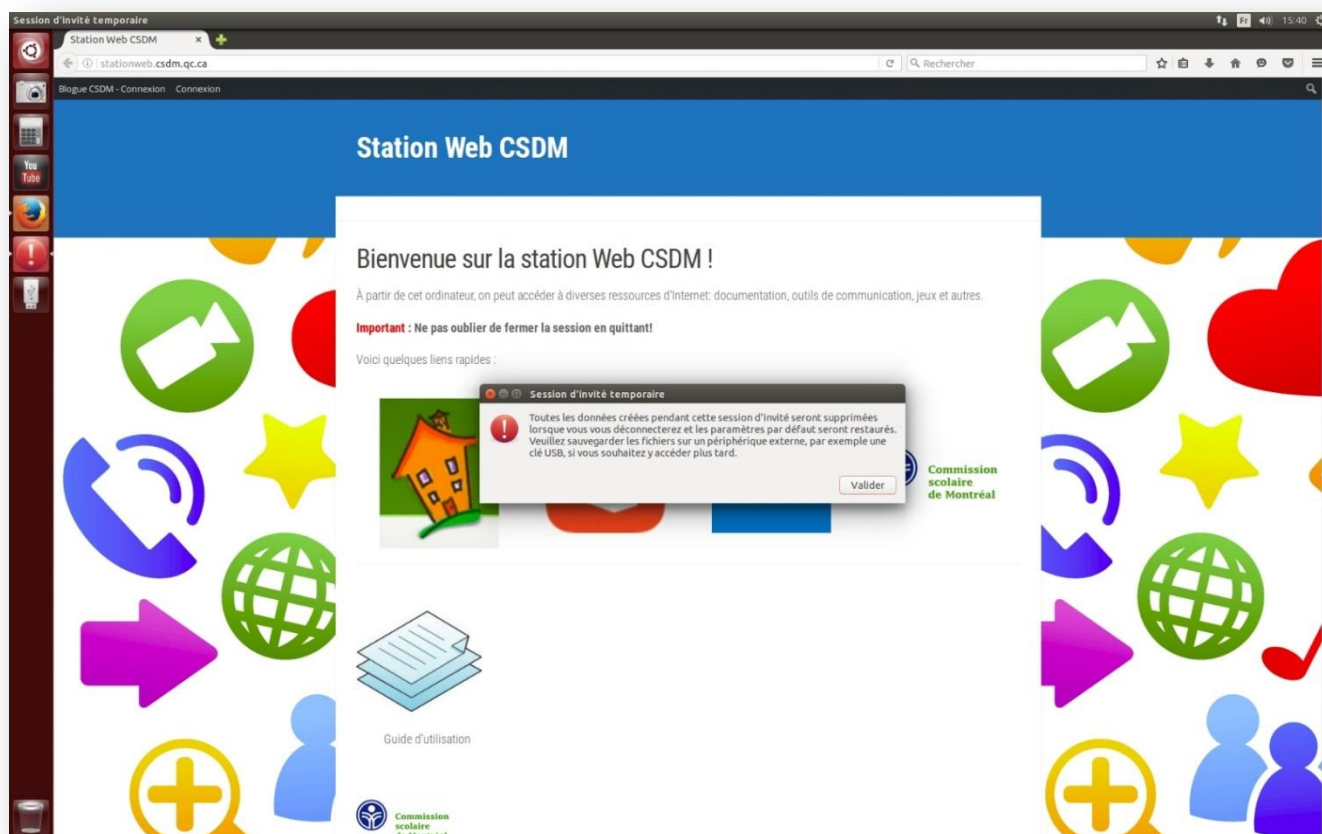 Session d'invité temporaire
Fr
15:40
Station Web CSDM
stationweb.csdm.qc.ca
Rechercher
Blogue CSDM - Connexion Connexion
You
Tube
Station Web CSDM
Bienvenue sur la station Web CSDM !
À partir de cet ordinateur, on peut accéder à diverses ressources d'Internet: documentation, outils de communication, jeux et autres.
Important : Ne pas oublier de fermer la session en quittant!
Voici quelques liens rapides :
Session d'invité temporaire
Toutes les données créées pendant cette session d'invité seront supprimées
lorsque vous vous déconnecterez et les paramètres par défaut seront restaurés.
Veuillez sauvegarder les fichiers sur un périphérique externe, par exemple une
clé USB, si vous souhaitez y accéder plus tard.
Valider
Commission
scolaire
de Montréal
Guide d'utilisation
Commission
scolaire
de Montréal